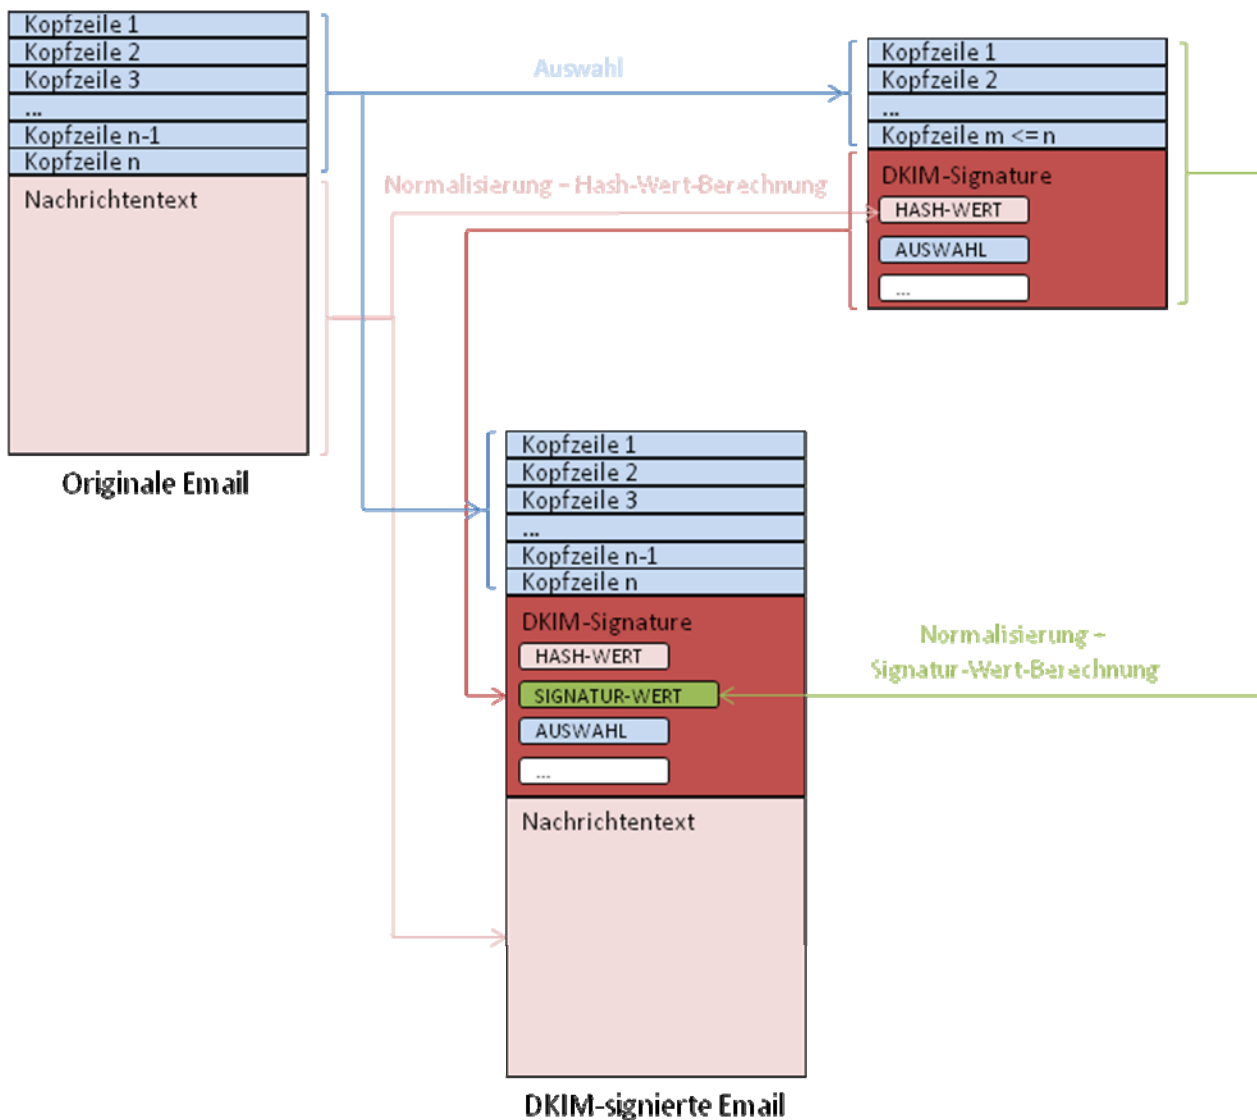 Kopfzeile 1
Kopfzeile 2
Kopfzeile 3
...
Kopfzeile n-1
Kopfzeile n
Nachrichtentext
Originale Email
Auswahl
Normalisierung – Hash-Wert-Berechnung
Kopfzeile 1
Kopfzeile 2
...
Kopfzeile m <= n
DKIM-Signature
HASH-WERT
AUSWAHL
...
Kopfzeile 1
Kopfzeile 2
Kopfzeile 3
...
Kopfzeile n-1
Kopfzeile n
DKIM-Signature
HASH-WERT
SIGNATUR-WERT
AUSWAHL
...
Nachrichtentext
DKIM-signierte Email
Normalisierung –
Signatur-Wert-Berechnung